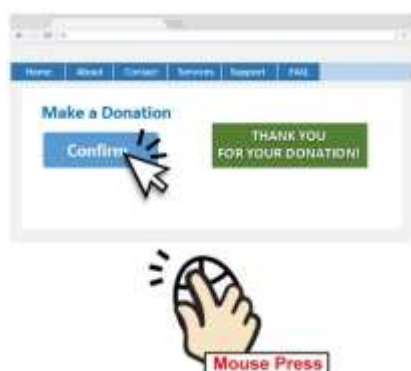 Home About Contact Services Support FAQ
Make a Donation
Confirm
THANK YOU
FOR YOUR DONATION!
Mouse Press